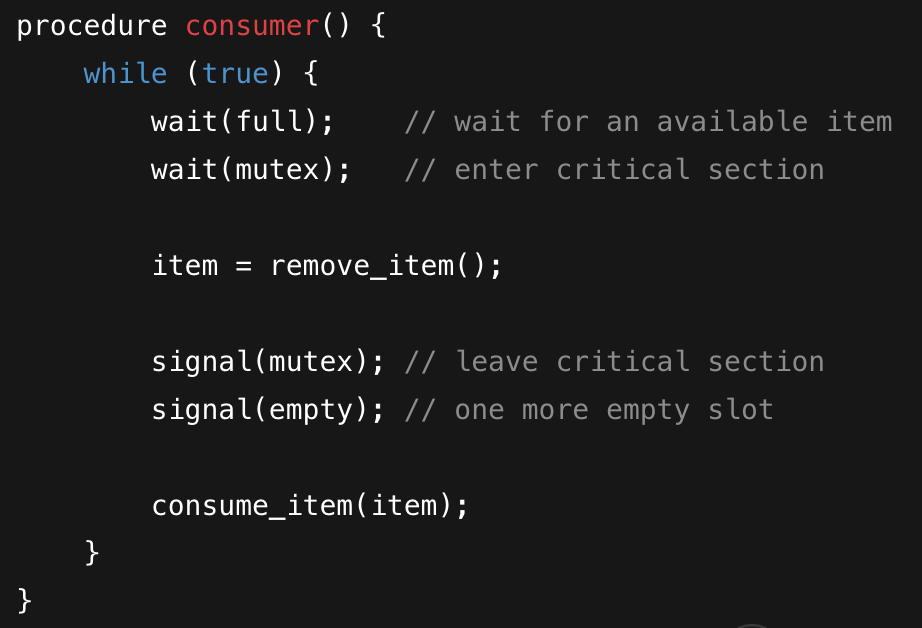 procedure consumer() {
    while (true) {
        wait(full);    // wait for an available item
        wait(mutex);   // enter critical section

        item = remove_item();

        signal(mutex); // leave critical section
        signal(empty); // one more empty slot

        consume_item(item);
    }
}